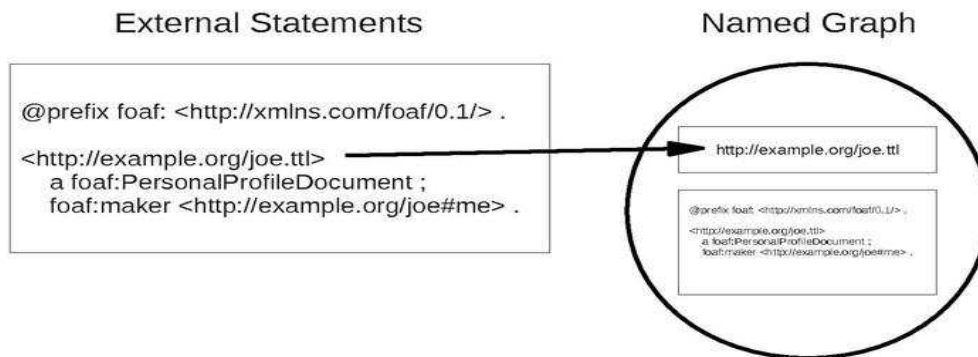 External Statements
@prefix foaf: <http://xmlns.com/foaf/0.1/> .
<http://example.org/joe.ttl>
a foaf:PersonalProfileDocument ;
foaf:maker <http://example.org/joe#me> .
Named Graph
http://example.org/joe.ttl
@prefix foaf: <http://xmlns.com/foaf/0.1/> .
<http://example.org/joe.ttl>
a foaf:PersonalProfileDocument ;
foaf:maker <http://example.org/joe#me> .